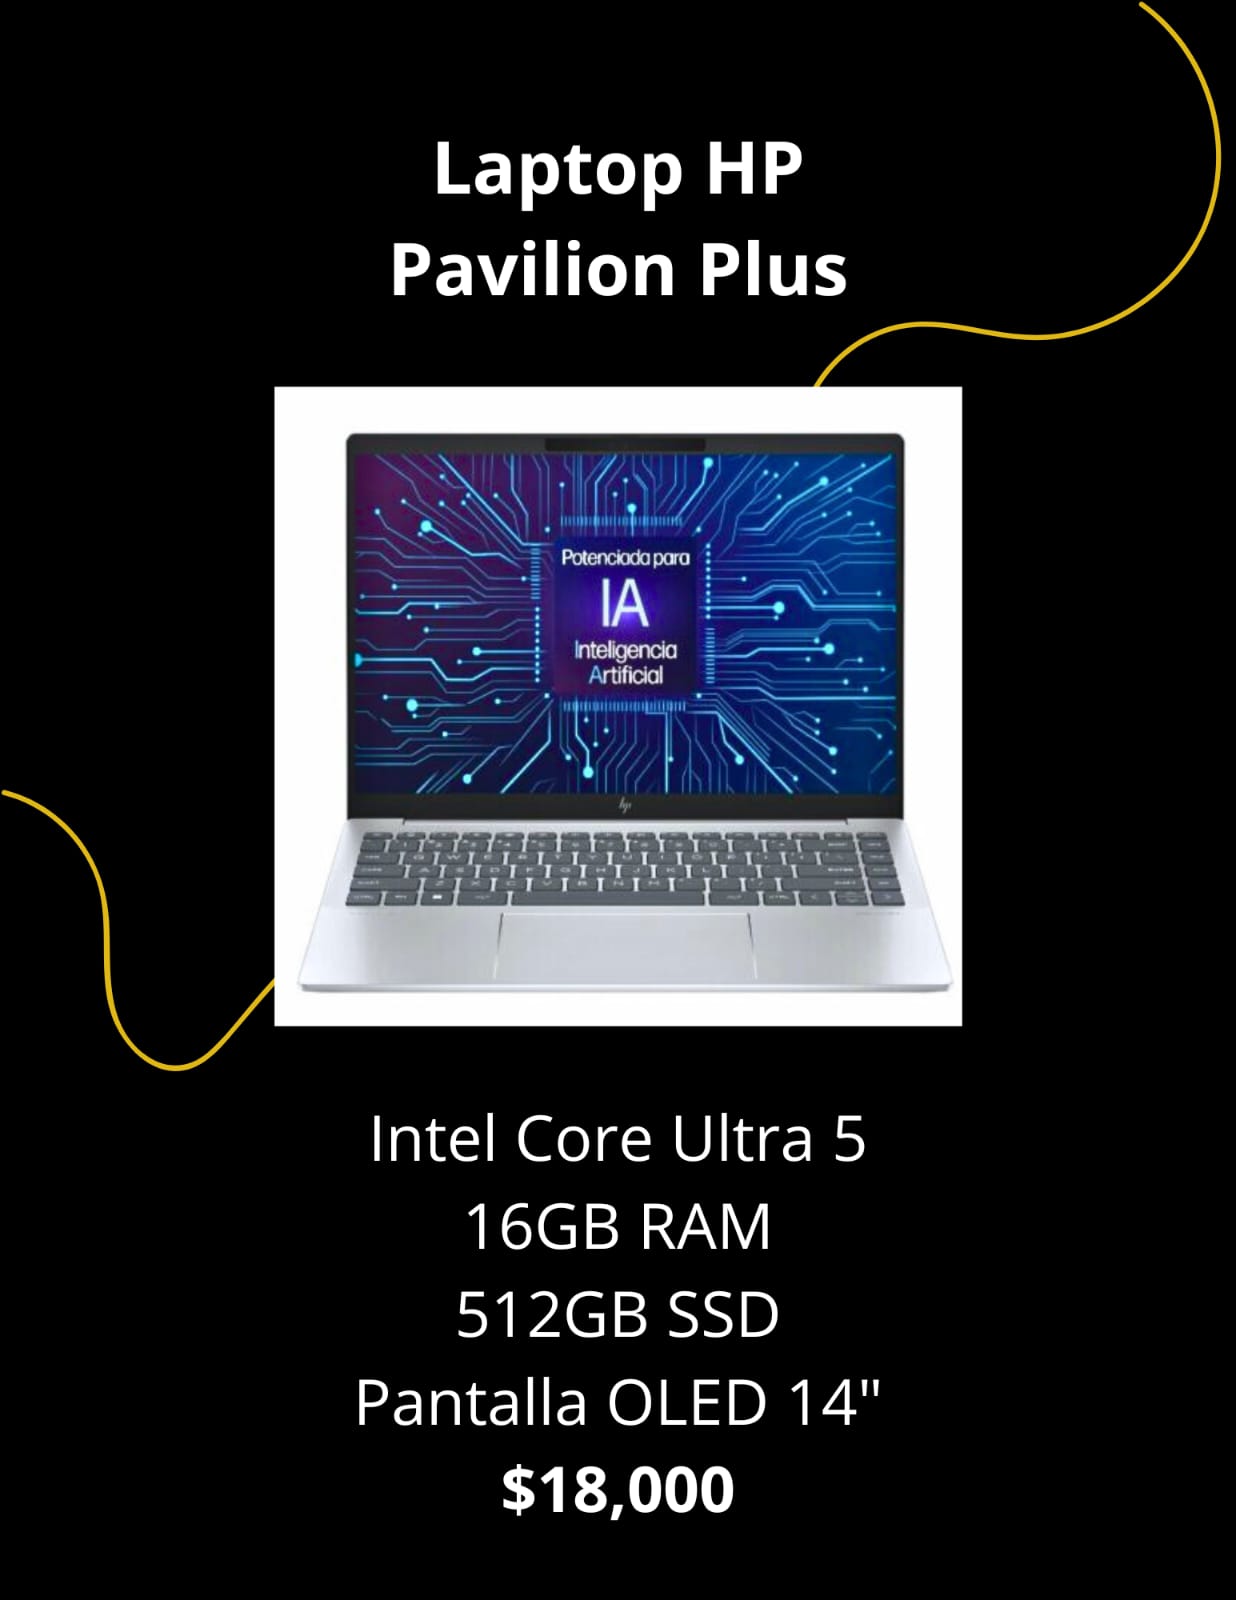 Laptop HP
Pavilion Plus
Potenciada para
IA
Inteligencia
Artificial
hp
Intel Core Ultra 5
16GB RAM
512GB SSD
Pantalla OLED 14"
$18,000